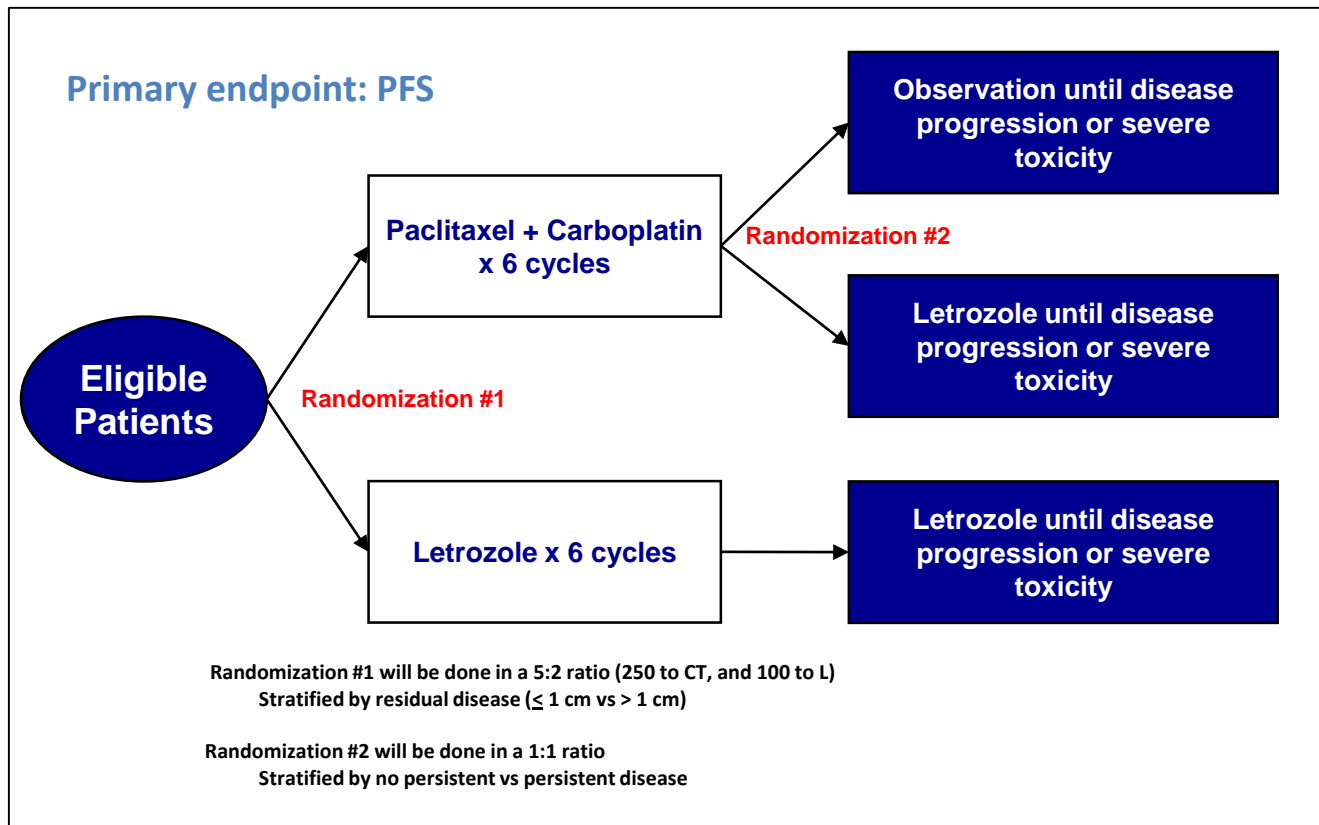 Primary endpoint: PFS
Observation until disease
progression or severe
toxicity
Paclitaxel + Carboplatin
x 6 cycles
Randomization #2
Letrozole until disease
progression or severe
toxicity
Eligible
Patients
Randomization #1
Letrozole x 6 cycles
Letrozole until disease
progression or severe
toxicity
Randomization #1 will be done in a 5:2 ratio (250 to CT, and 100 to L)
Stratified by residual disease (≤ 1 cm vs > 1 cm)
Randomization #2 will be done in a 1:1 ratio
Stratified by no persistent vs persistent disease